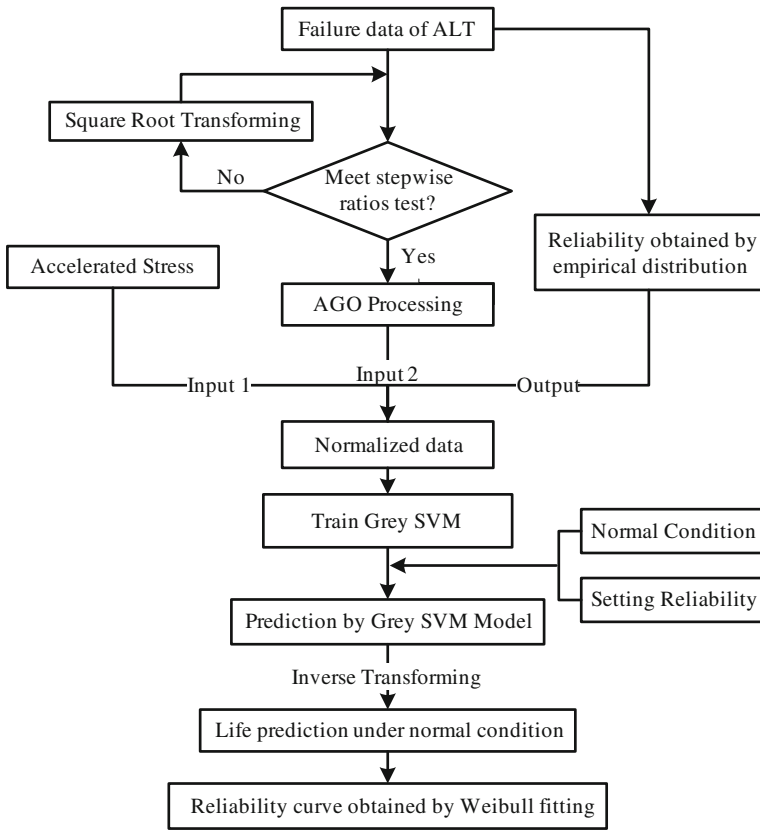 Failure data of ALT
Square Root Transforming
No
Meet stepwise
ratios test?
Yes
Accelerated Stress
AGO Processing
Reliability obtained by
empirical distribution
Input 1
Input 2
Output
Normalized data
Train Grey SVM
Normal Condition
Setting Reliability
Prediction by Grey SVM Model
Inverse Transforming
Life prediction under normal condition
Reliability curve obtained by Weibull fitting